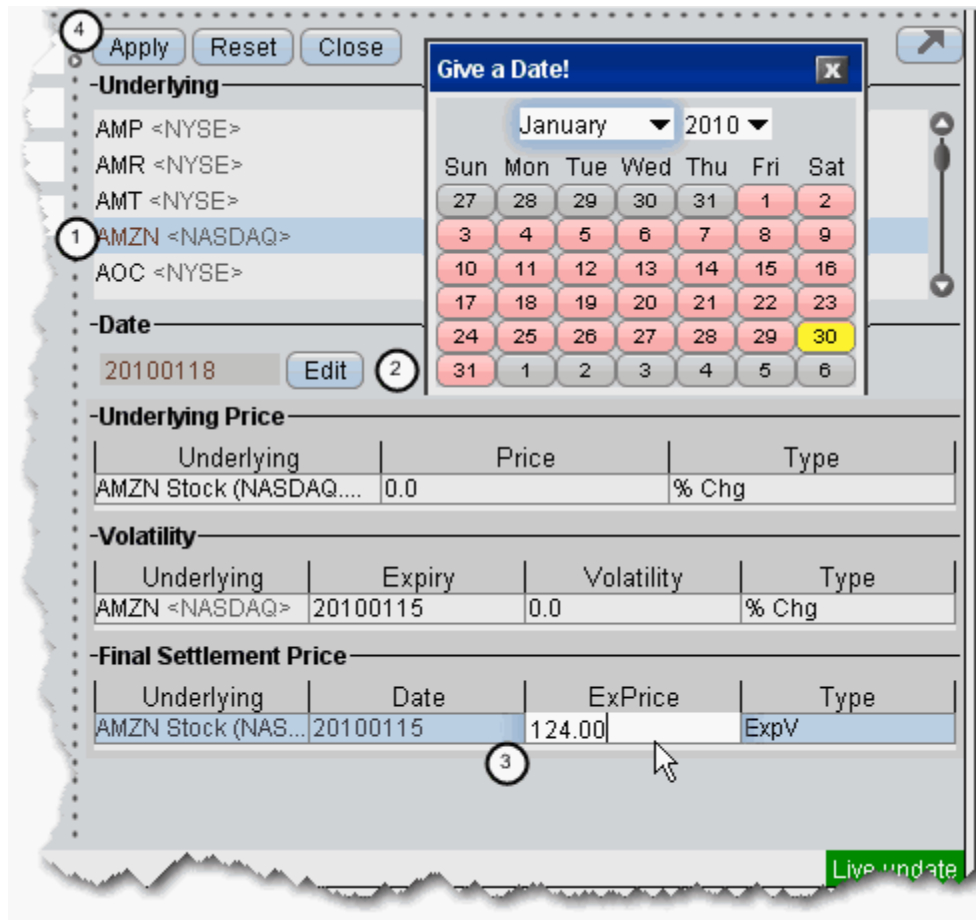 4
Apply Reset Close
Give a Date! x
Underlying
January 2010
AMP <NYSE>
AMR <NYSE>
AMT <NYSE>
1 AMZN <NASDAQ>
AOC <NYSE>
Sun Mon Tue Wed Thu Fri Sat
27 28 29 30 31 1 2
3 4 5 6 7 8 9
10 11 12 13 14 15 16
17 18 19 20 21 22 23
24 25 26 27 28 29 30
31 1 2 3 4 5 6
Date
20100118 Edit 2
Underlying Price
Underlying Price Type
AMZN Stock (NASDAQ.... 0.0 % Chg
Volatility
Underlying Expiry Volatility Type
AMZN <NASDAQ> 20100115 0.0 % Chg
Final Settlement Price
Underlying Date ExPrice Type
AMZN Stock (NAS... 20100115 124.00 ExpV
3
Live update